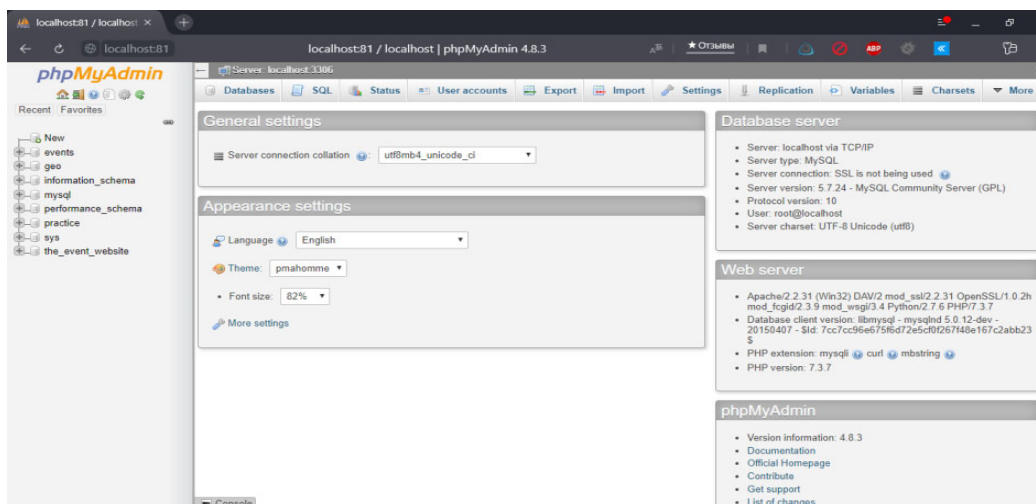 localhost:81 / localhost
localhost:81
localhost:81 / localhost | phpMyAdmin 4.8.3
★ Отзывы
ABP
phpMyAdmin
Recent Favorites
New
events
geo
information_schema
mysql
performance_schema
practice
sys
the_event_website
Server: localhost:3306
Databases SQL Status User accounts Export Import Settings Replication Variables Charsets More
General settings
Server connection collation : utf8mb4_unicode_ci
Appearance settings
Language English
Theme: pmahomme
Font size: 82%
More settings
Console
Database server
Server: localhost via TCP/IP
Server type: MySQL
Server connection: SSL is not being used
Server version: 5.7.24 - MySQL Community Server (GPL)
Protocol version: 10
User: root@localhost
Server charset: UTF-8 Unicode (utf8)
Web server
Apache/2.2.31 (Win32) DAV/2 mod_ssl/2.2.31 OpenSSL/1.0.2h
mod_fcgid/2.3.9 mod_wsgi/3.4 Python/2.7.6 PHP/7.3.7
Database client version: libmysql - mysqlnd 5.0.12-dev -
20150407 - $Id: 7cc7cc96e675f6d72e5cf0f267f48e167c2abb23
$
PHP extension: mysqli curl mbstring
PHP version: 7.3.7
phpMyAdmin
Version information: 4.8.3
Documentation
Official Homepage
Contribute
Get support
List of changes